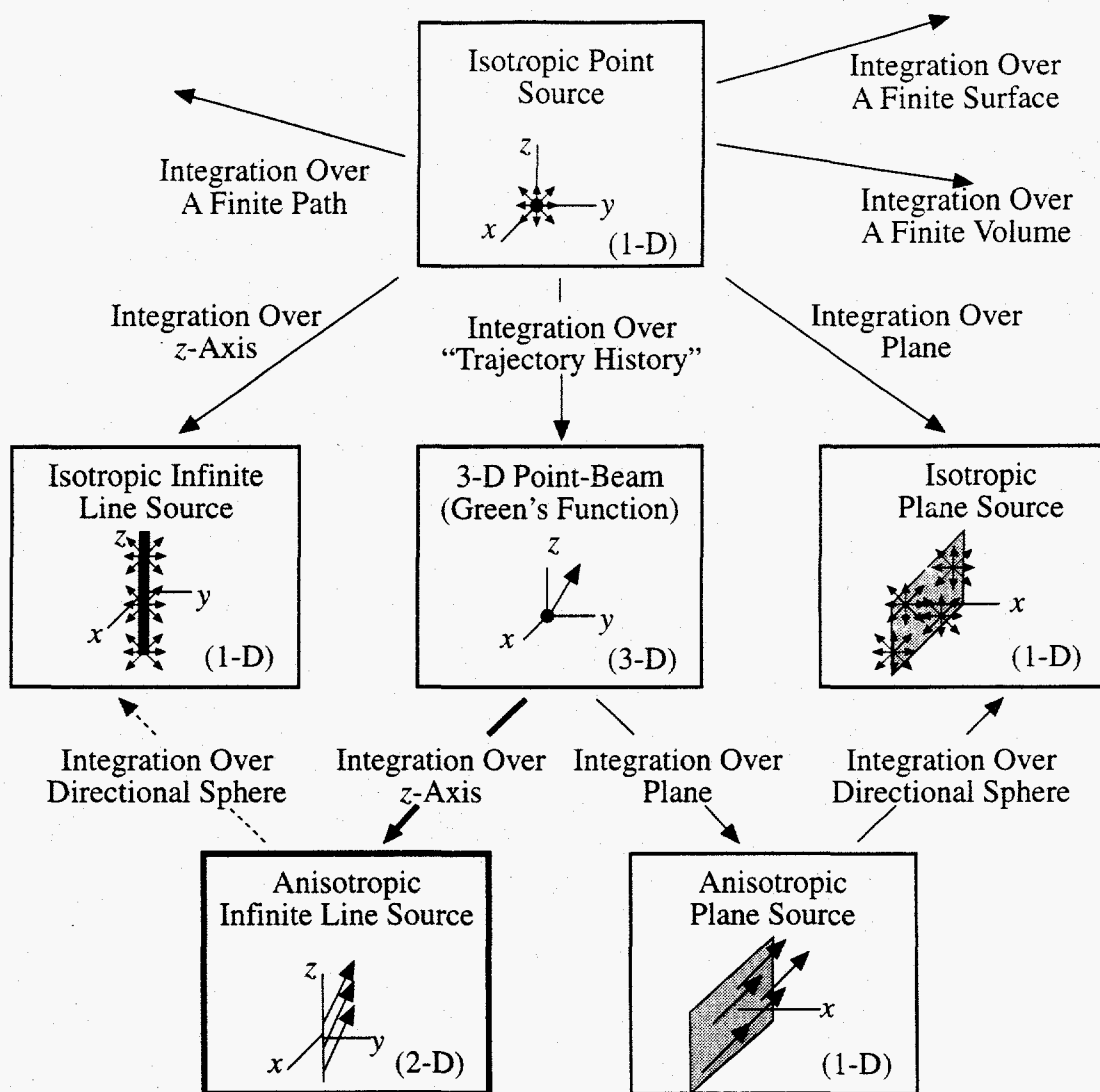 Isotropic Point
Source
z
y
x
(1-D)
Integration Over
A Finite Surface
Integration Over
A Finite Path
Integration Over
A Finite Volume
Integration Over
z-Axis
Integration Over
“Trajectory History”
Integration Over
Plane
Isotropic Infinite
Line Source
z
y
x
(1-D)
3-D Point-Beam
(Green's Function)
z
y
x
(3-D)
Isotropic
Plane Source
x
(1-D)
Integration Over
Directional Sphere
Integration Over
z-Axis
Integration Over
Plane
Integration Over
Directional Sphere
Anisotropic
Infinite Line Source
z
y
x
(2-D)
Anisotropic
Plane Source
x
(1-D)